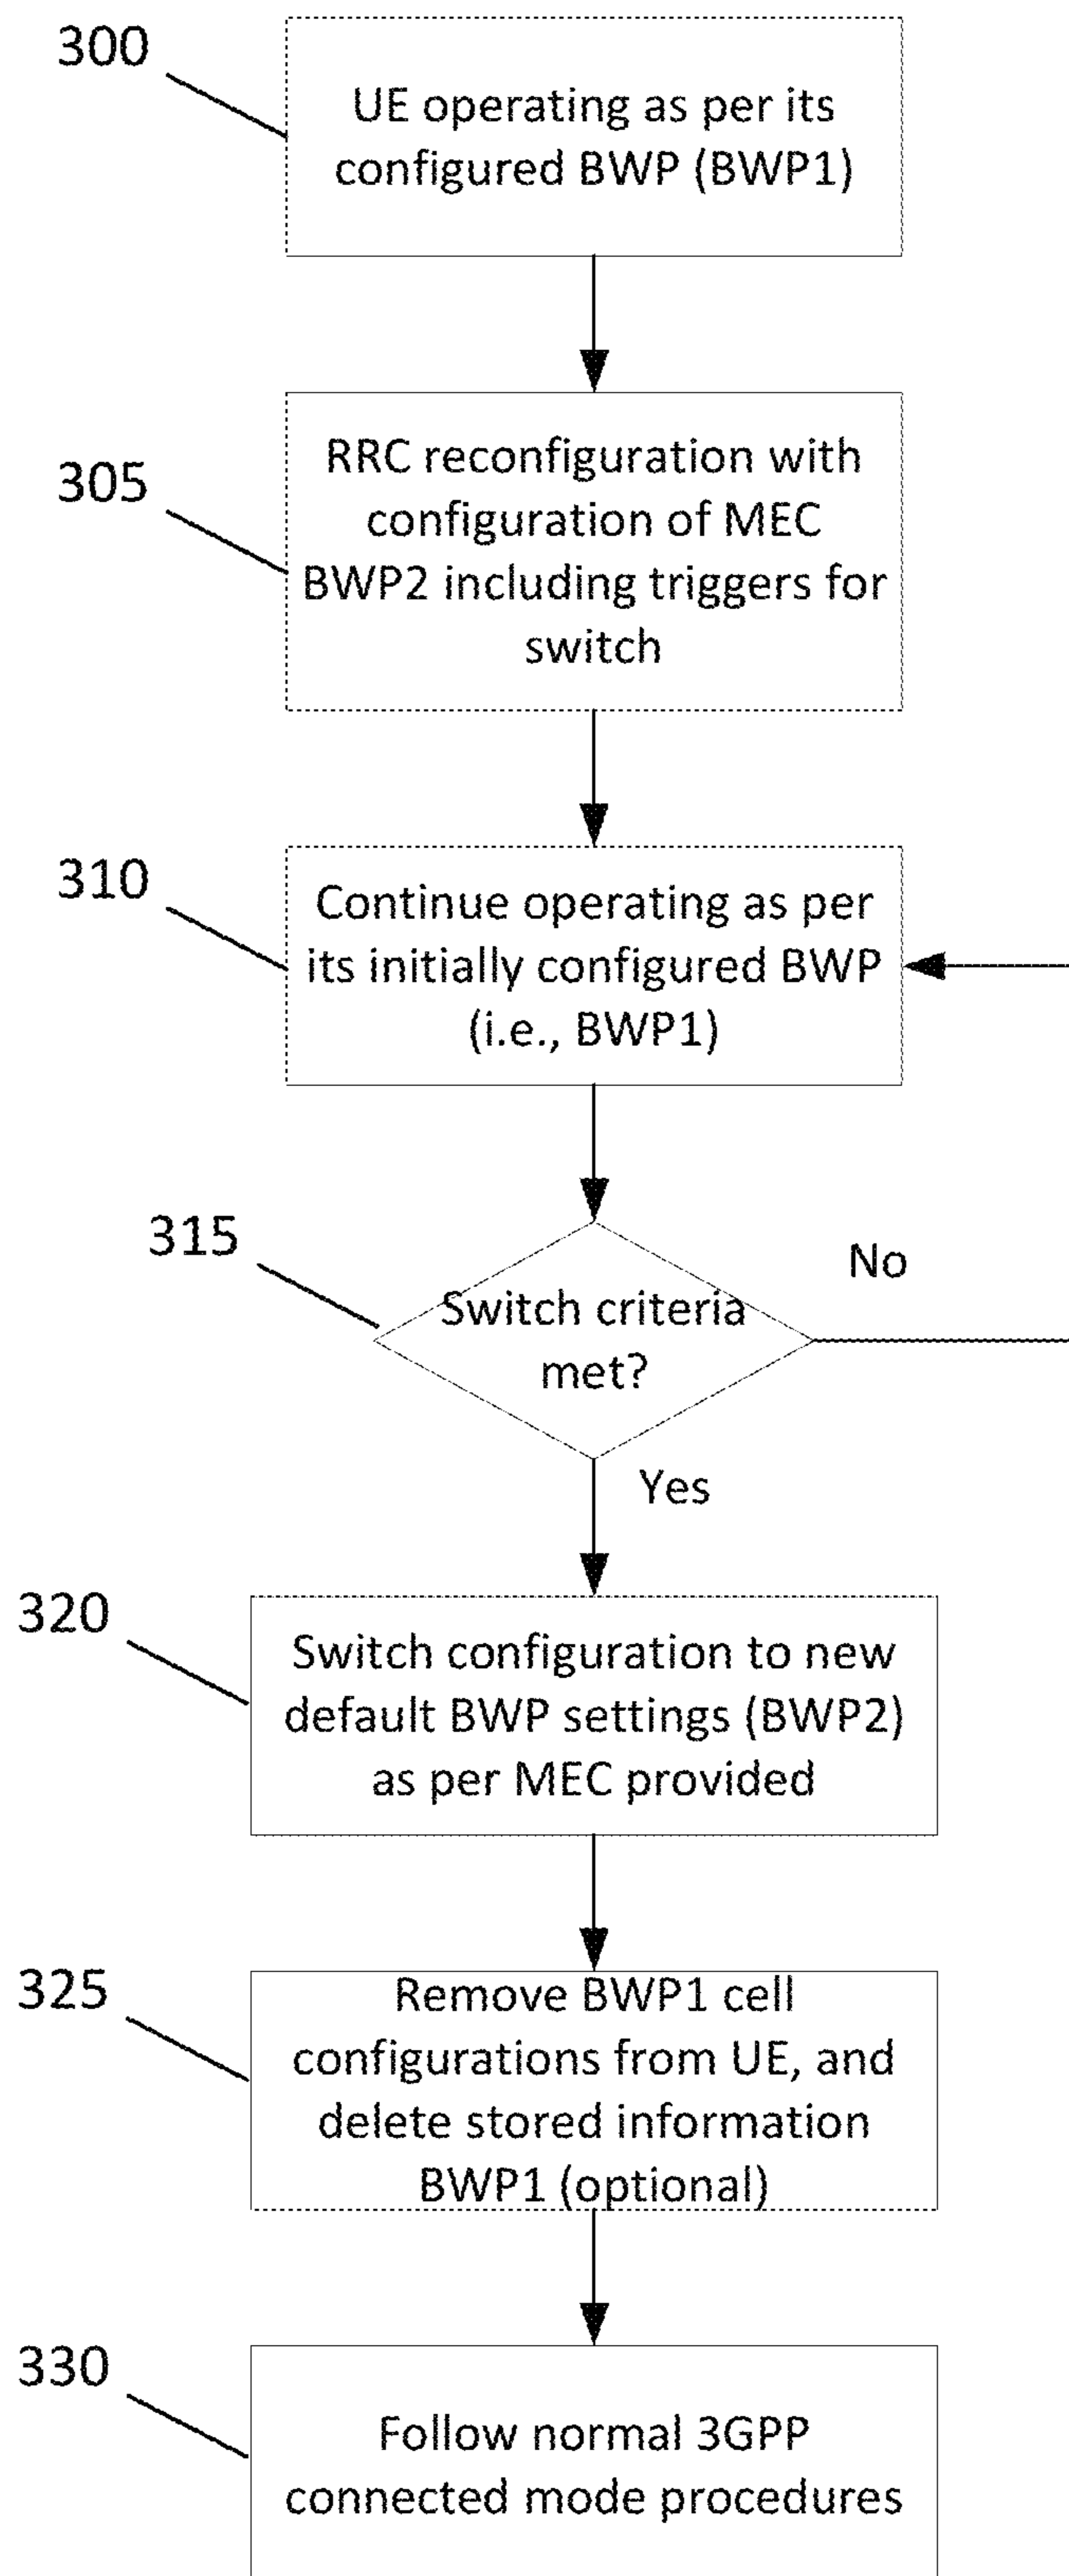 300
UE operating as per its
configured BWP (BWP1)
305
RRC reconfiguration with
configuration of MEC
BWP2 including triggers for
switch
310
Continue operating as per
its initially configured BWP
(i.e., BWP1)
315
Switch criteria
met?
No
Yes
320
Switch configuration to new
default BWP settings (BWP2)
as per MEC provided
325
Remove BWP1 cell
configurations from UE, and
delete stored information
BWP1 (optional)
330
Follow normal 3GPP
connected mode procedures